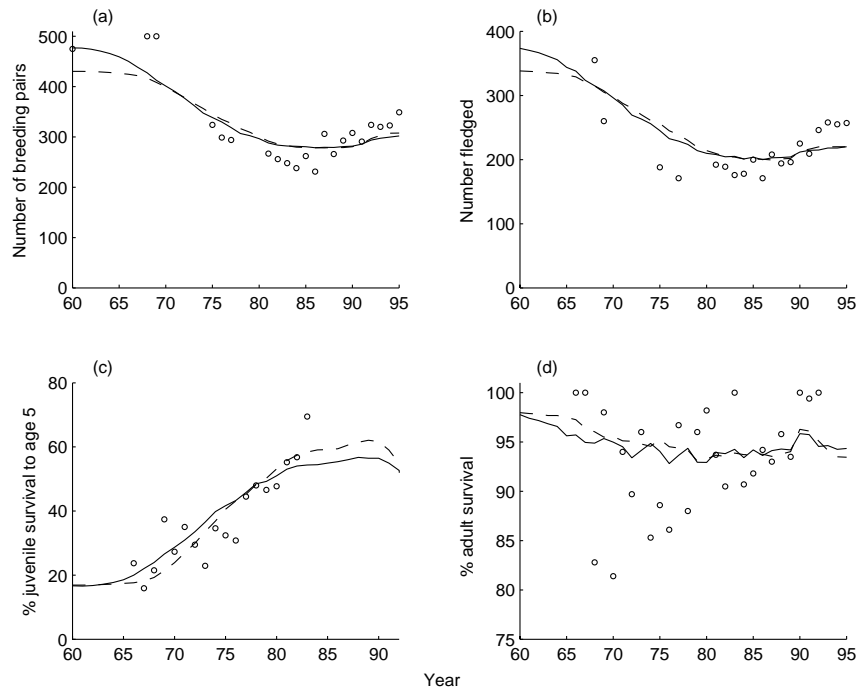 (a)
Number of breeding pairs
500
400
300
200
100
0
60 65 70 75 80 85 90 95
(b)
Number fledged
400
300
200
100
0
60 65 70 75 80 85 90 95
(c)
% juvenile survival to age 5
80
60
40
20
0
60 65 70 75 80 85 90
(d)
% adult survival
100
95
90
85
80
75
60 65 70 75 80 85 90 95
Year